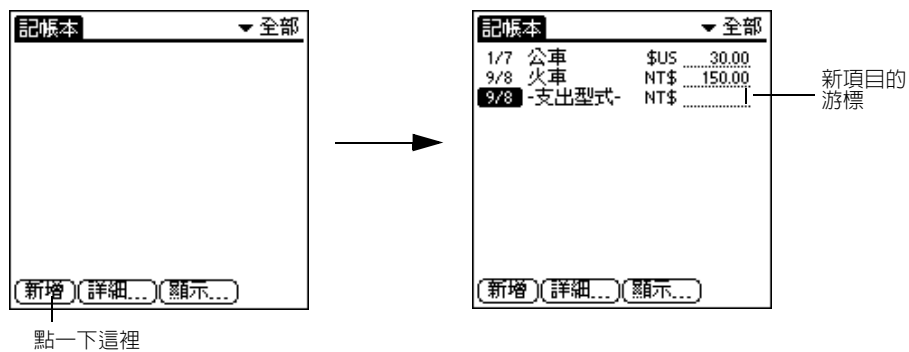 記帳本 全部
新增 詳細... 顯示...
點一下這裡
記帳本 全部
1/7 公車 $US 30.00
9/8 火車 NT$ 150.00
9/8 -支出型式- NT$
新項目的
游標
新增 詳細... 顯示...